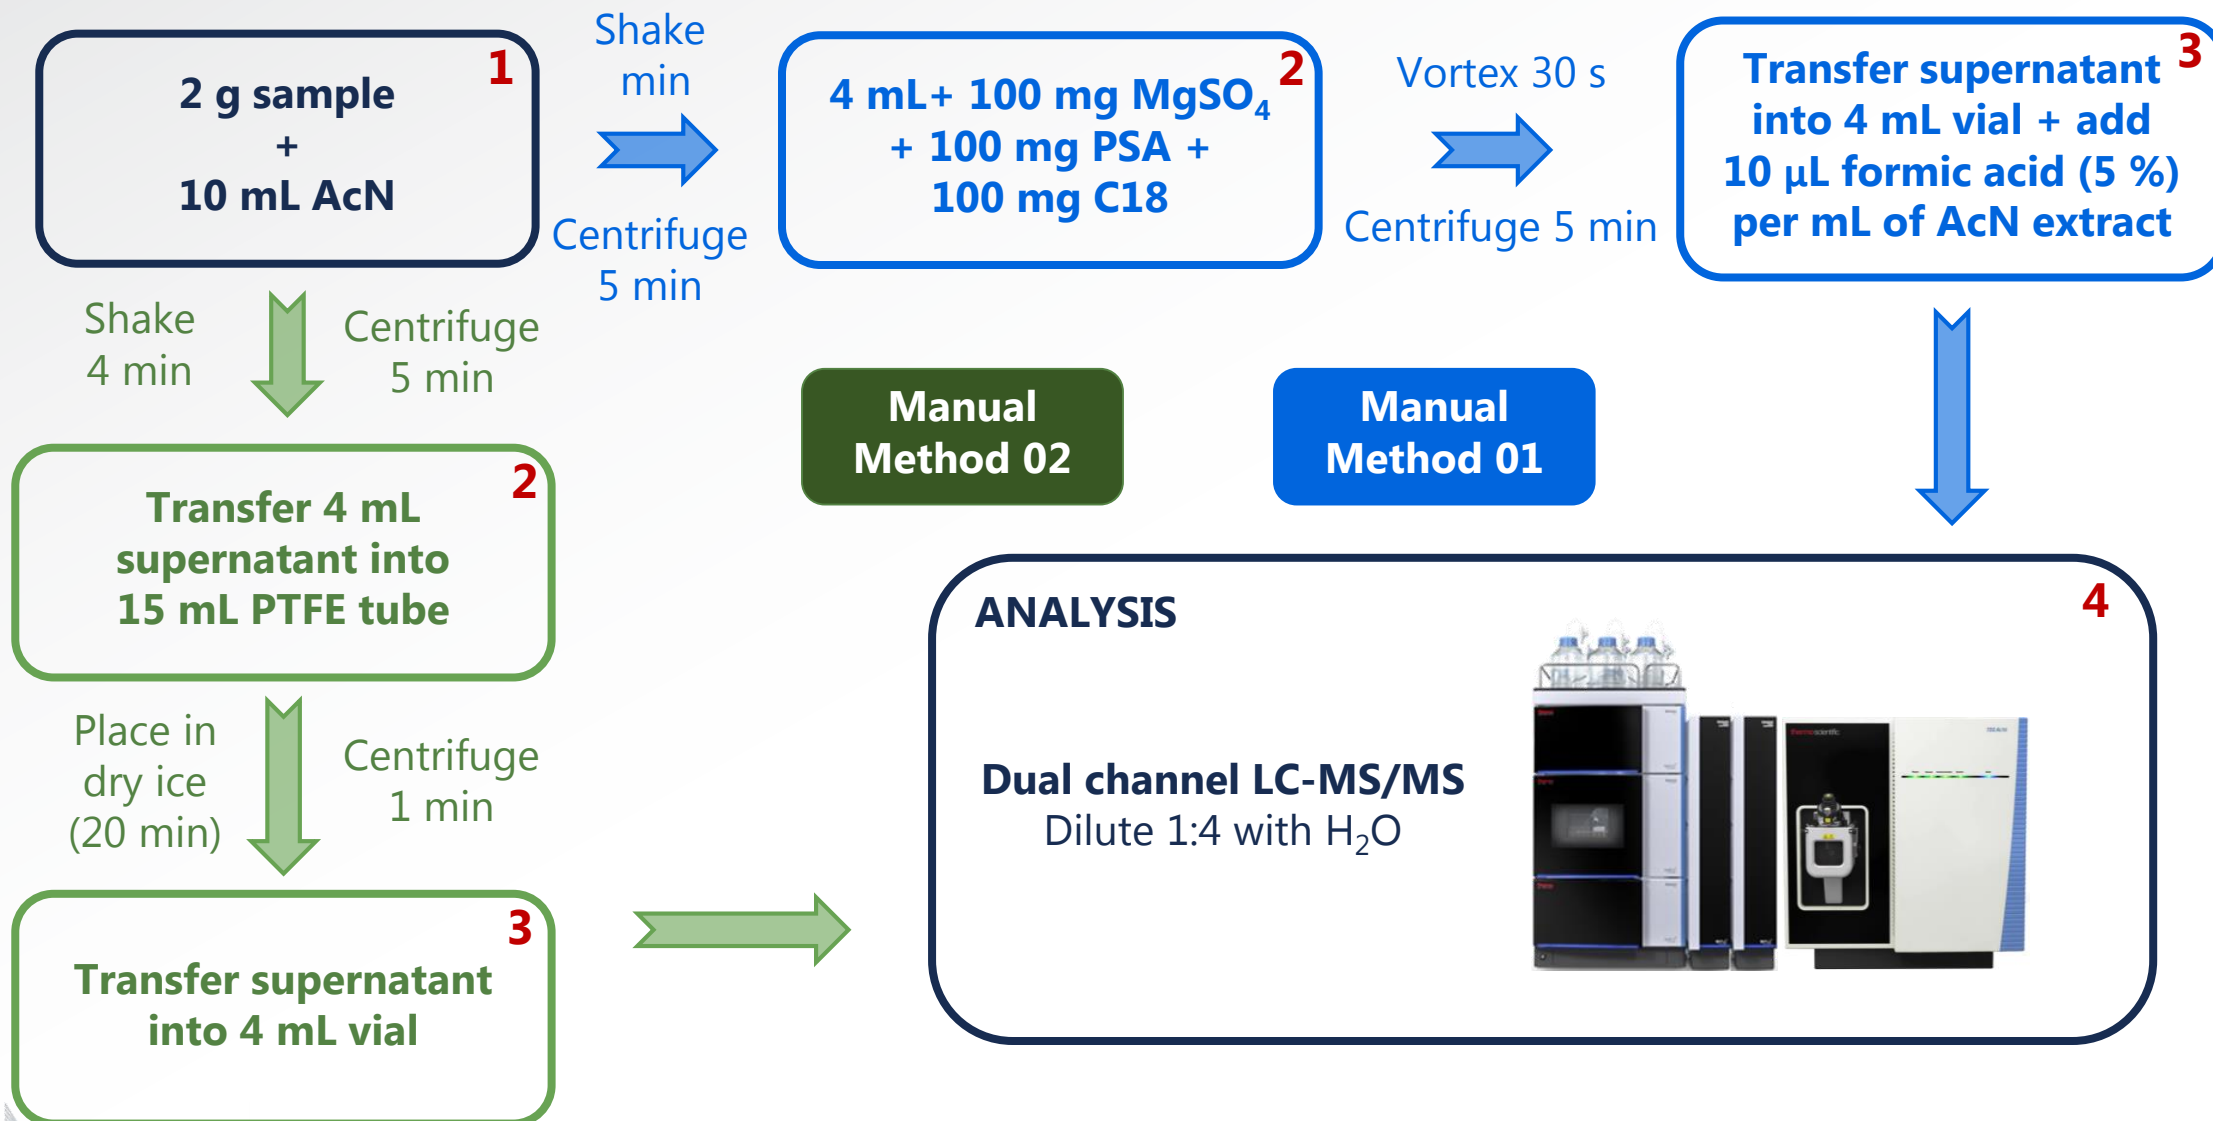 1
2 g sample
+
10 mL AcN
Shake
min
Centrifuge
5 min
2
4 mL+ 100 mg MgSO₄
+ 100 mg PSA +
100 mg C18
Vortex 30 s
Centrifuge 5 min
3
Transfer supernatant
into 4 mL vial + add
10 µL formic acid (5 %)
per mL of AcN extract
Shake
4 min
Centrifuge
5 min
Manual
Method 02
Manual
Method 01
2
Transfer 4 mL
supernatant into
15 mL PTFE tube
Place in
dry ice
(20 min)
Centrifuge
1 min
3
Transfer supernatant
into 4 mL vial
4
ANALYSIS
Dual channel LC-MS/MS
Dilute 1:4 with H₂O
thermo scientific